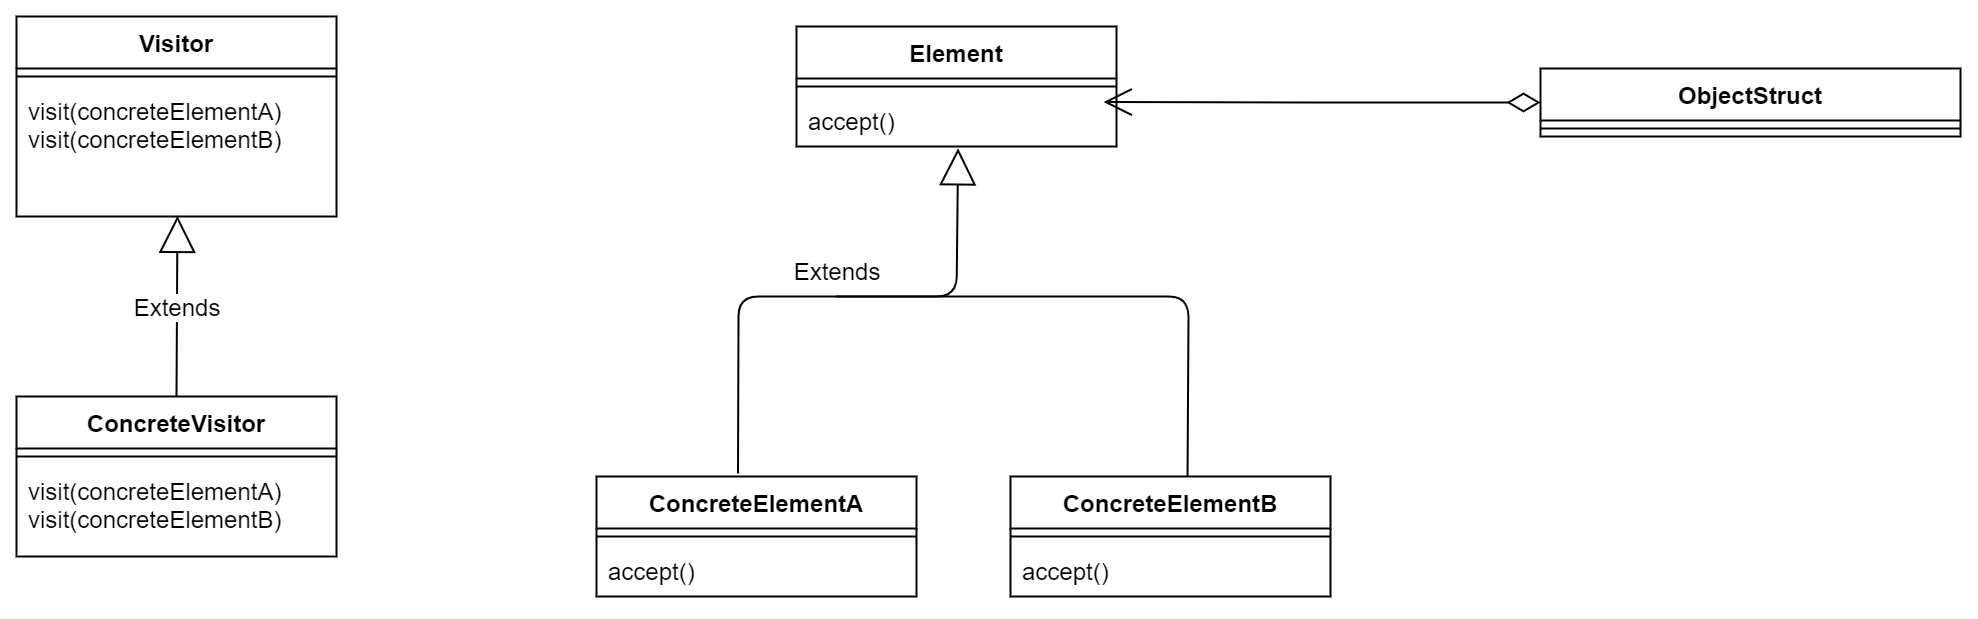 Visitor
visit(concreteElementA)
visit(concreteElementB)
Extends
ConcreteVisitor
visit(concreteElementA)
visit(concreteElementB)
Element
accept()
Extends
ConcreteElementA
accept()
ConcreteElementB
accept()
ObjectStruct